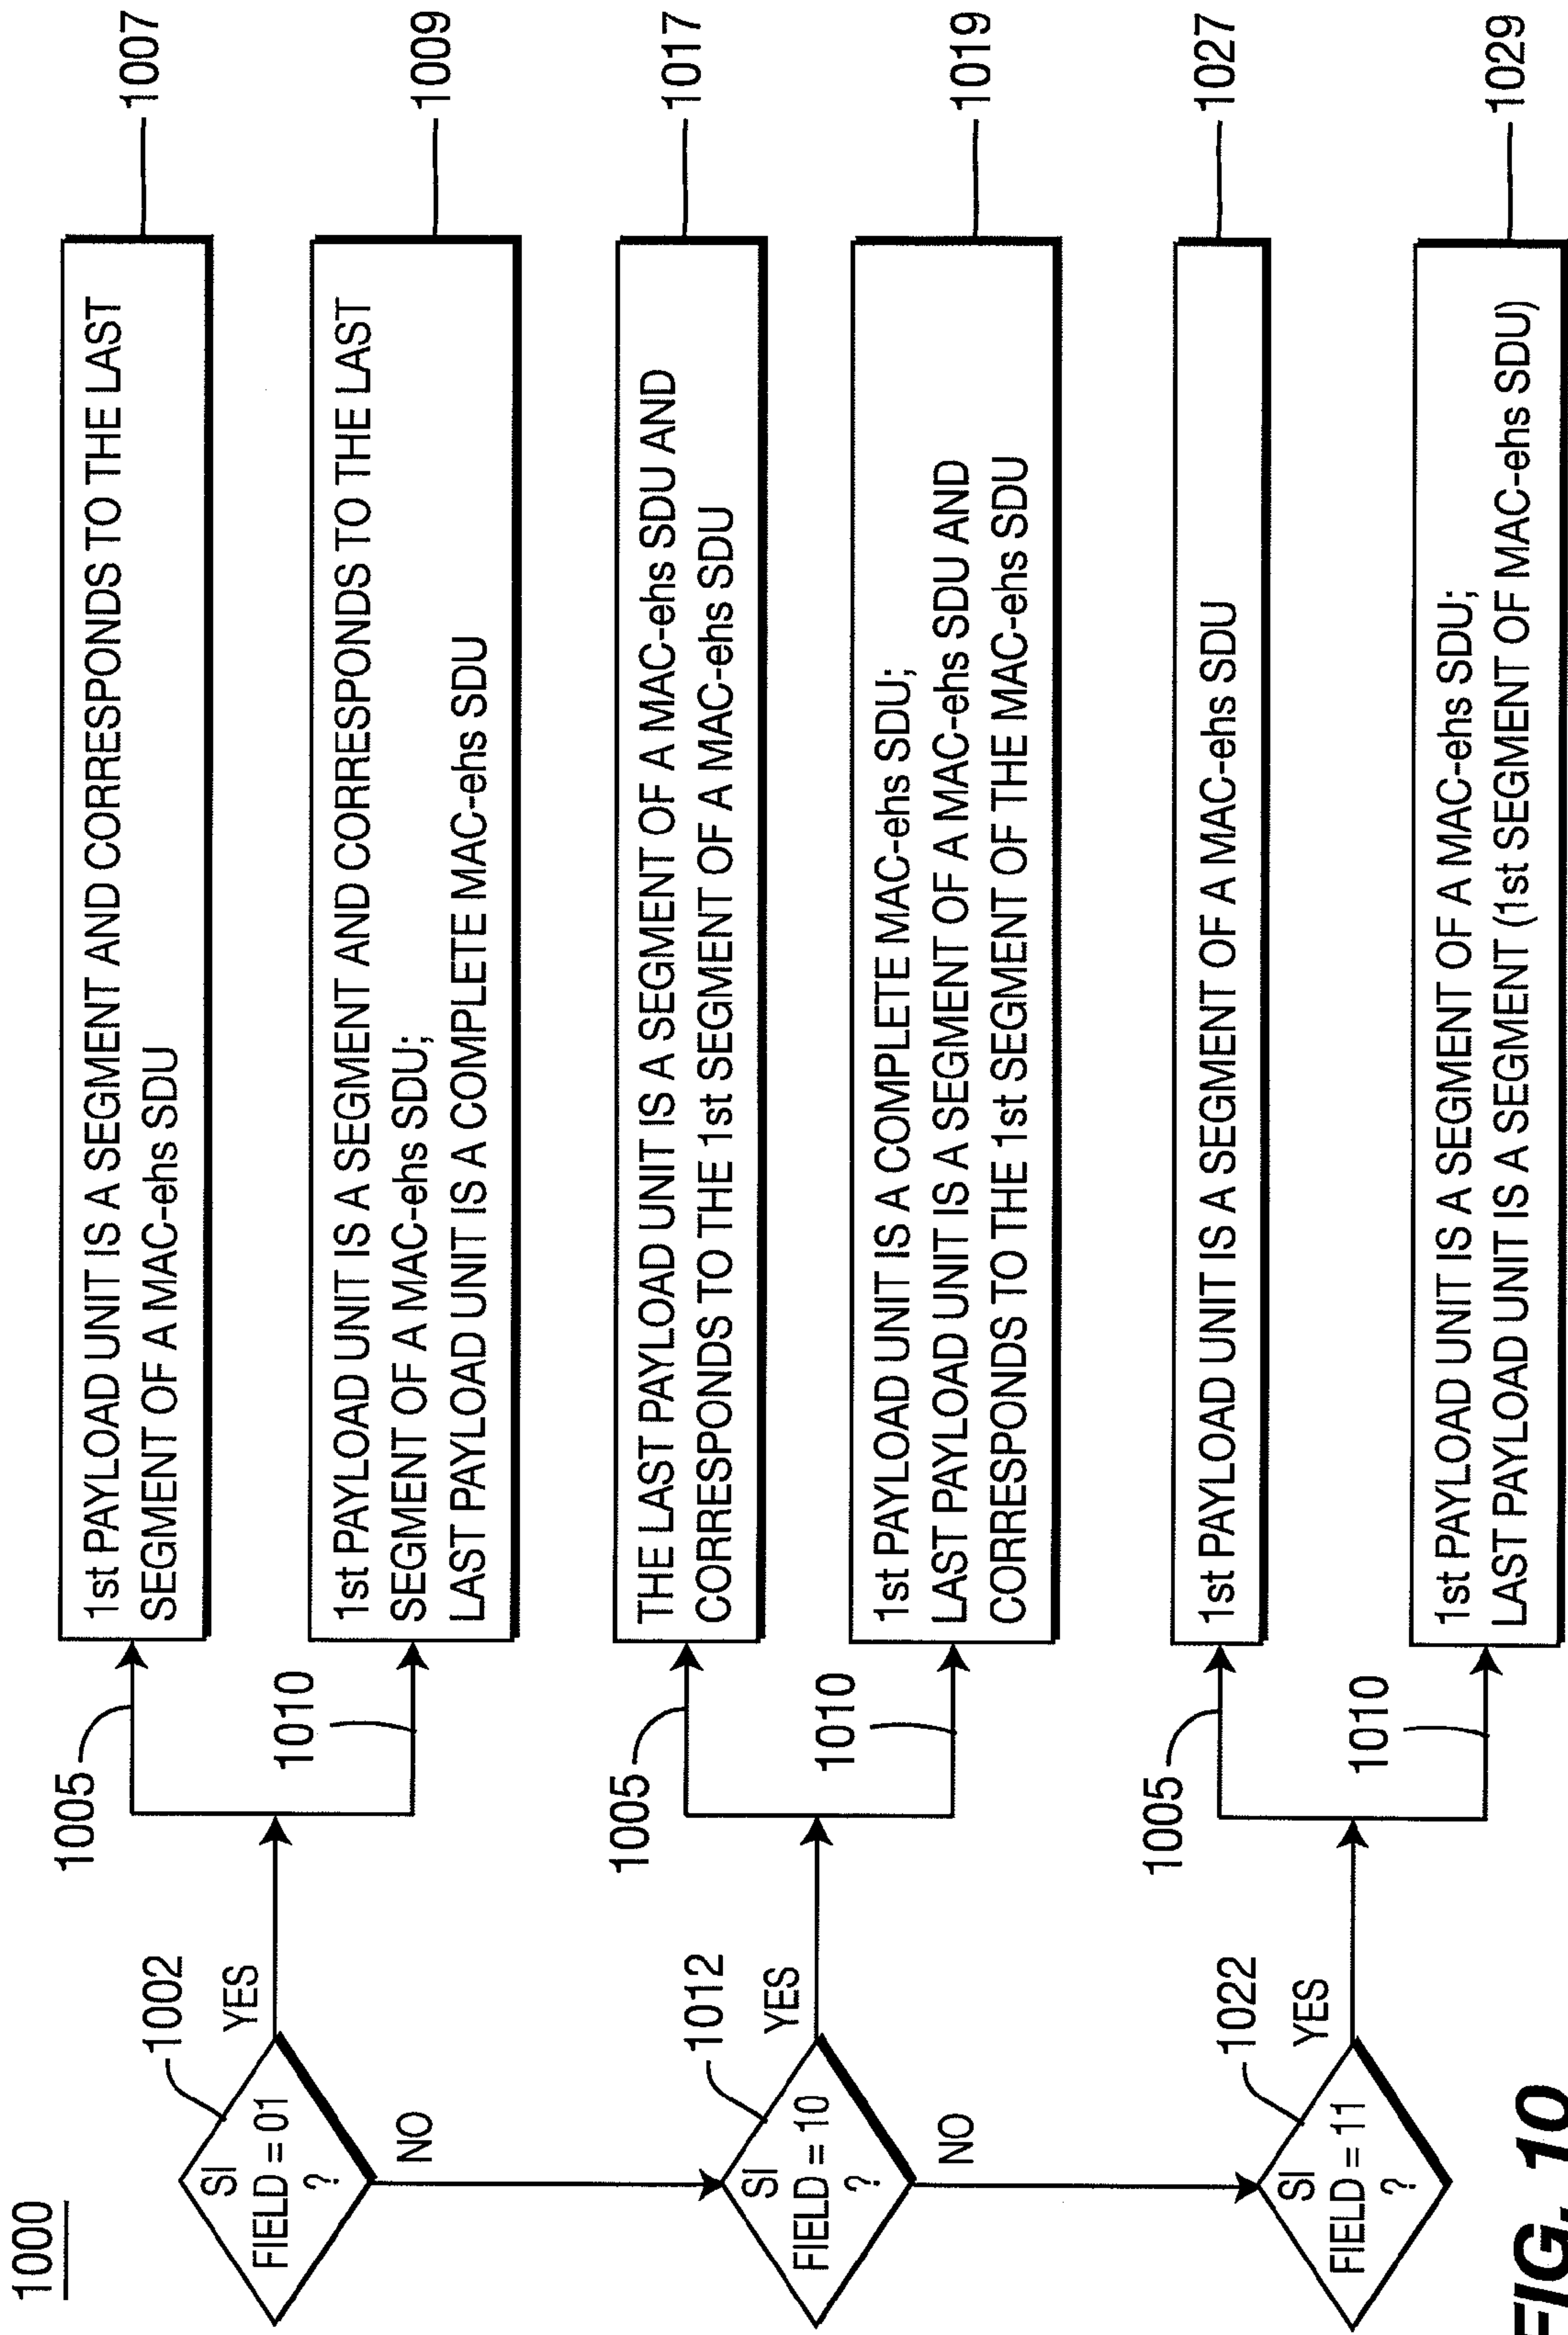 1000
SI
FIELD = 01
?
1002
YES
NO
1005
1010
1st PAYLOAD UNIT IS A SEGMENT AND CORRESPONDS TO THE LAST
SEGMENT OF A MAC-ehs SDU
1007
1st PAYLOAD UNIT IS A SEGMENT AND CORRESPONDS TO THE LAST
SEGMENT OF A MAC-ehs SDU;
LAST PAYLOAD UNIT IS A COMPLETE MAC-ehs SDU
1009
SI
FIELD = 10
?
1012
YES
NO
1005
1010
THE LAST PAYLOAD UNIT IS A SEGMENT OF A MAC-ehs SDU AND
CORRESPONDS TO THE 1st SEGMENT OF A MAC-ehs SDU
1017
1st PAYLOAD UNIT IS A COMPLETE MAC-ehs SDU;
LAST PAYLOAD UNIT IS A SEGMENT OF A MAC-ehs SDU AND
CORRESPONDS TO THE 1st SEGMENT OF THE MAC-ehs SDU
1019
SI
FIELD = 11
?
1022
YES
1005
1010
1st PAYLOAD UNIT IS A SEGMENT OF A MAC-ehs SDU
1027
1st PAYLOAD UNIT IS A SEGMENT OF A MAC-ehs SDU;
LAST PAYLOAD UNIT IS A SEGMENT (1st SEGMENT OF MAC-ehs SDU)
1029
FIG. 10